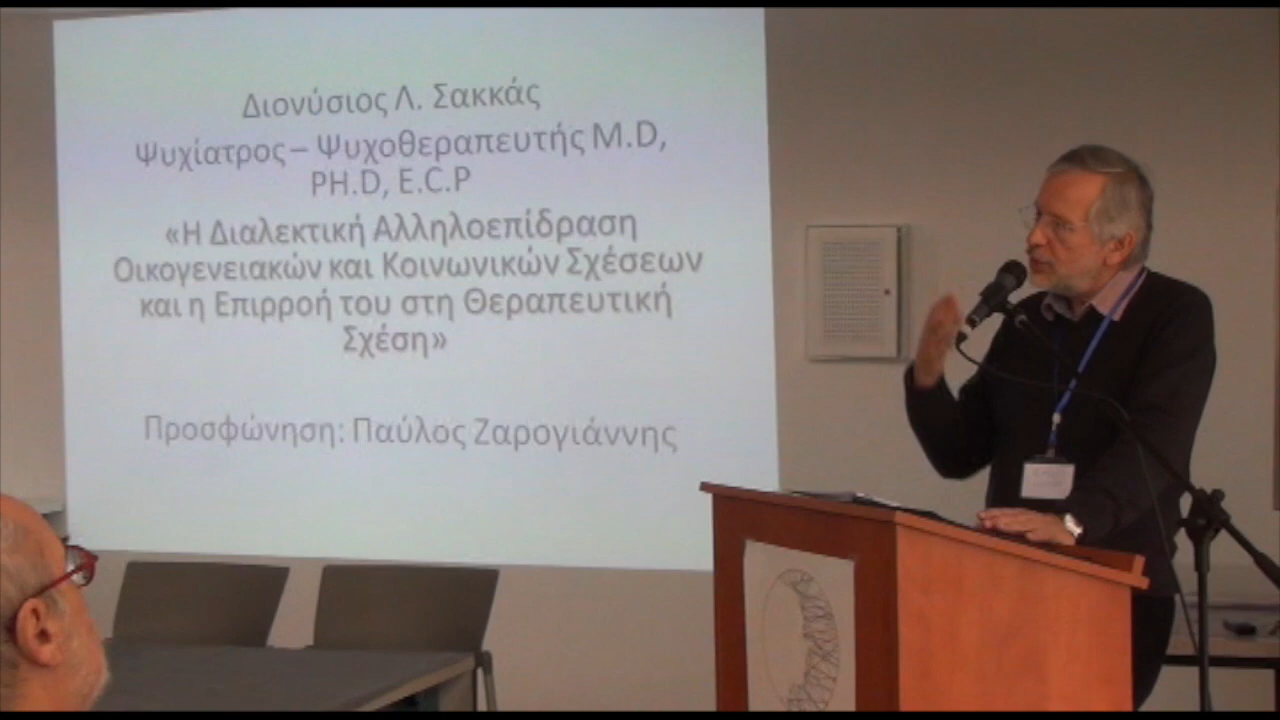 Διονύσιος Λ. Σακκάς
Ψυχίατρος – Ψυχοθεραπευτής M.D,
PH.D, E.C.P
«Η Διαλεκτική Αλληλοεπίδραση
Οικογενειακών και Κοινωνικών Σχέσεων
και η Επιρροή του στη Θεραπευτική
Σχέση»
Προσφώνηση: Παύλος Ζαρογιάννης